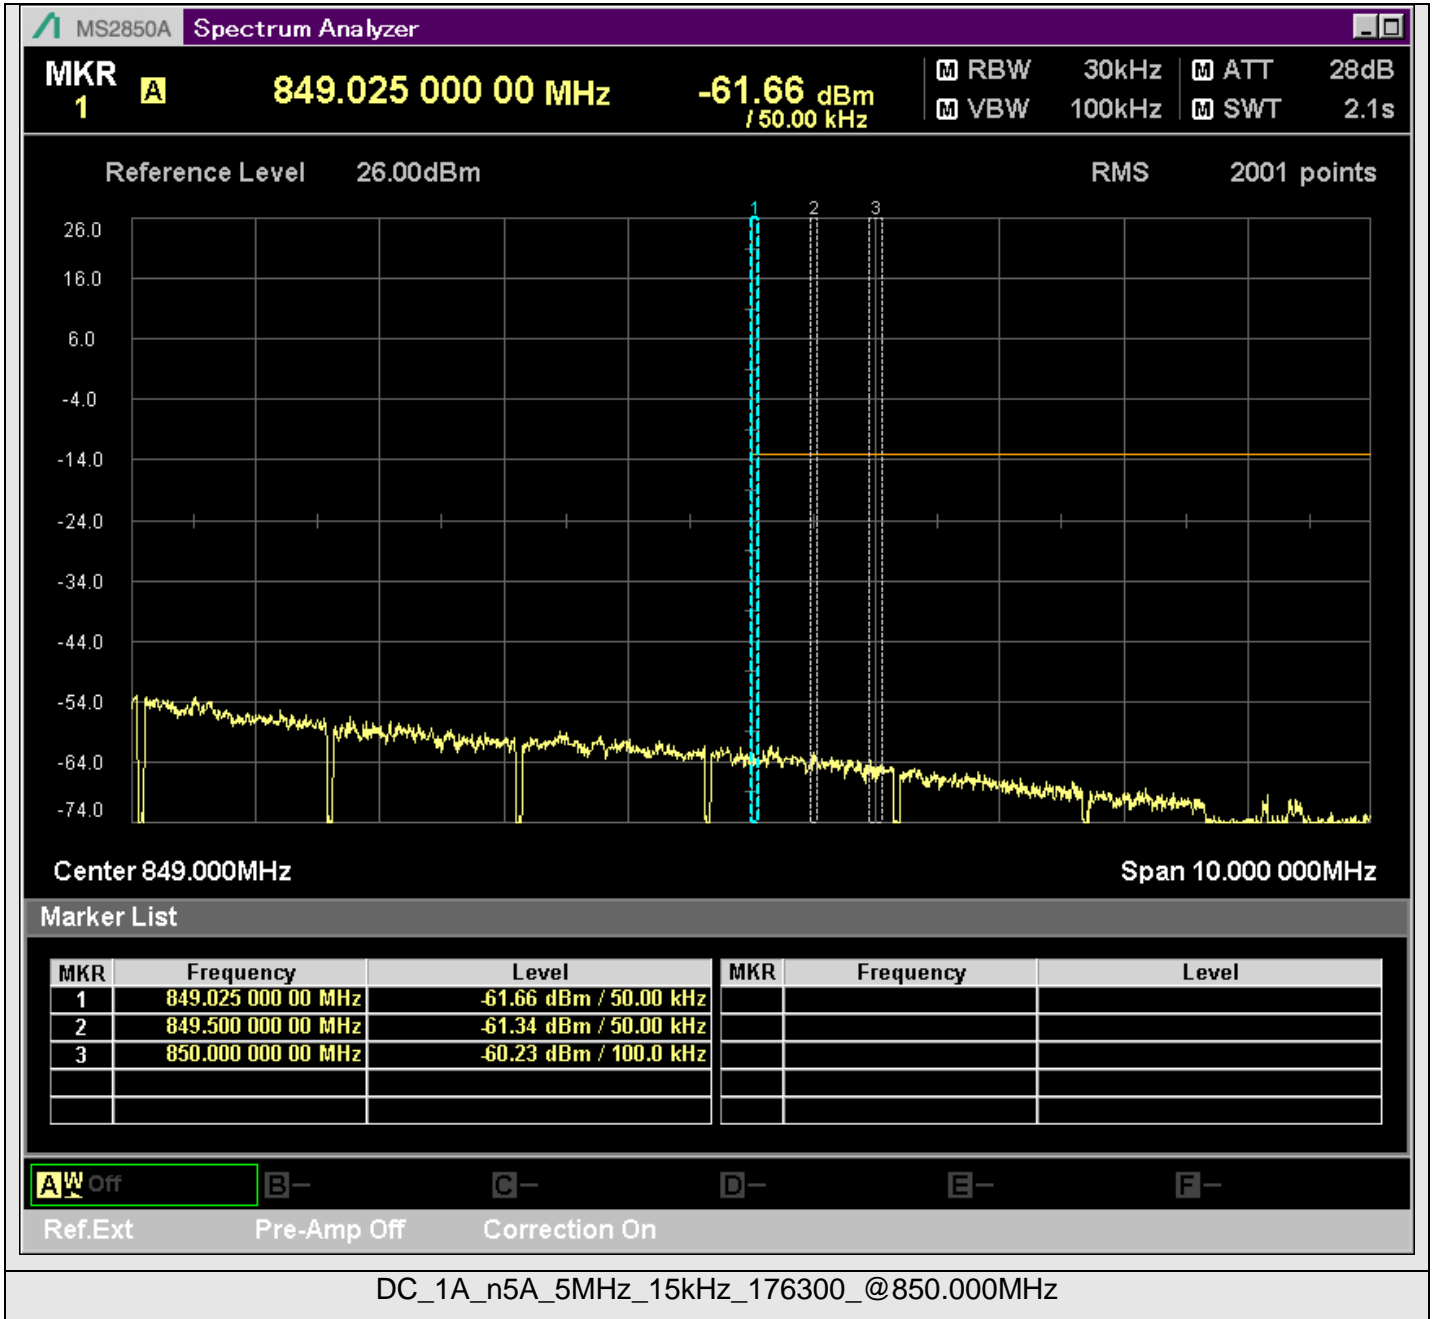 MS2850A Spectrum Analyzer
MKR 1 A 849.025 000 00 MHz -61.66 dBm / 50.00 kHz
M RBW 30kHz M ATT 28dB
M VBW 100kHz M SWT 2.1s
Reference Level 26.00dBm RMS 2001 points
1 2 3
26.0
16.0
6.0
-4.0
-14.0
-24.0
-34.0
-44.0
-54.0
-64.0
-74.0
Center 849.000MHz Span 10.000 000MHz
Marker List
MKR Frequency Level MKR Frequency Level
1 849.025 000 00 MHz -61.66 dBm / 50.00 kHz
2 849.500 000 00 MHz -61.34 dBm / 50.00 kHz
3 850.000 000 00 MHz -60.23 dBm / 100.0 kHz
A W Off B - C - D - E - F -
Ref.Ext Pre-Amp Off Correction On
DC_1A_n5A_5MHz_15kHz_176300_@850.000MHz